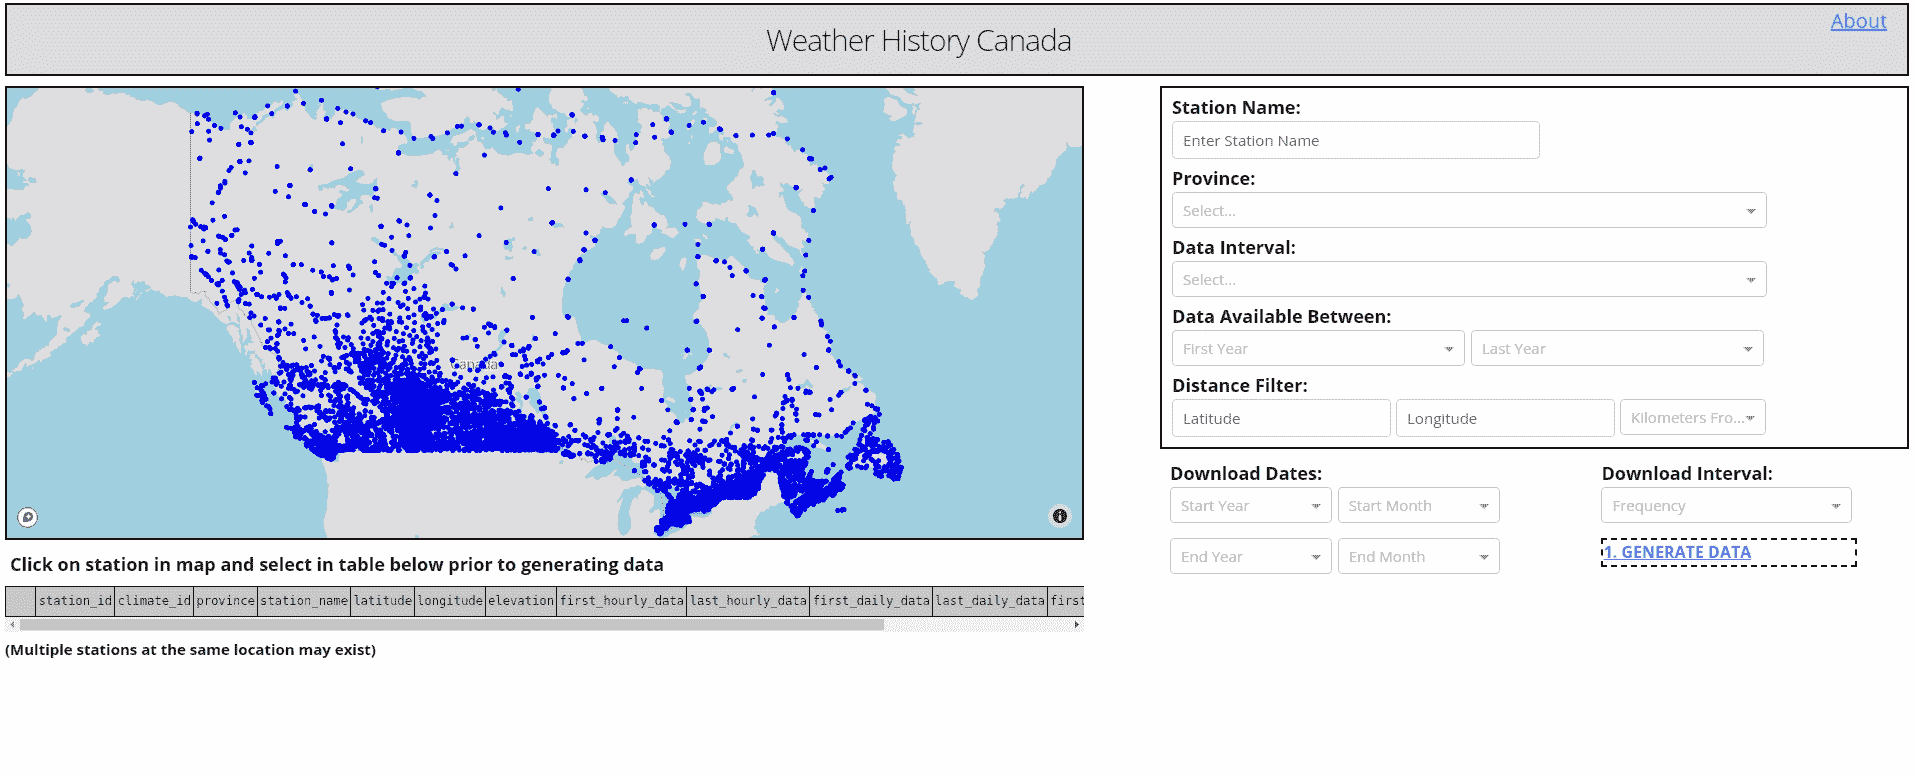 Weather History Canada
About
Canada
Click on station in map and select in table below prior to generating data
station_id climate_id province station_name latitude longitude elevation first_hourly_data last_hourly_data first_daily_data last_daily_data first
(Multiple stations at the same location may exist)
Station Name:
Enter Station Name
Province:
Select...
Data Interval:
Select...
Data Available Between:
First Year Last Year
Distance Filter:
Latitude Longitude Kilometers Fro...
Download Dates:
Start Year Start Month
End Year End Month
Download Interval:
Frequency
1. GENERATE DATA